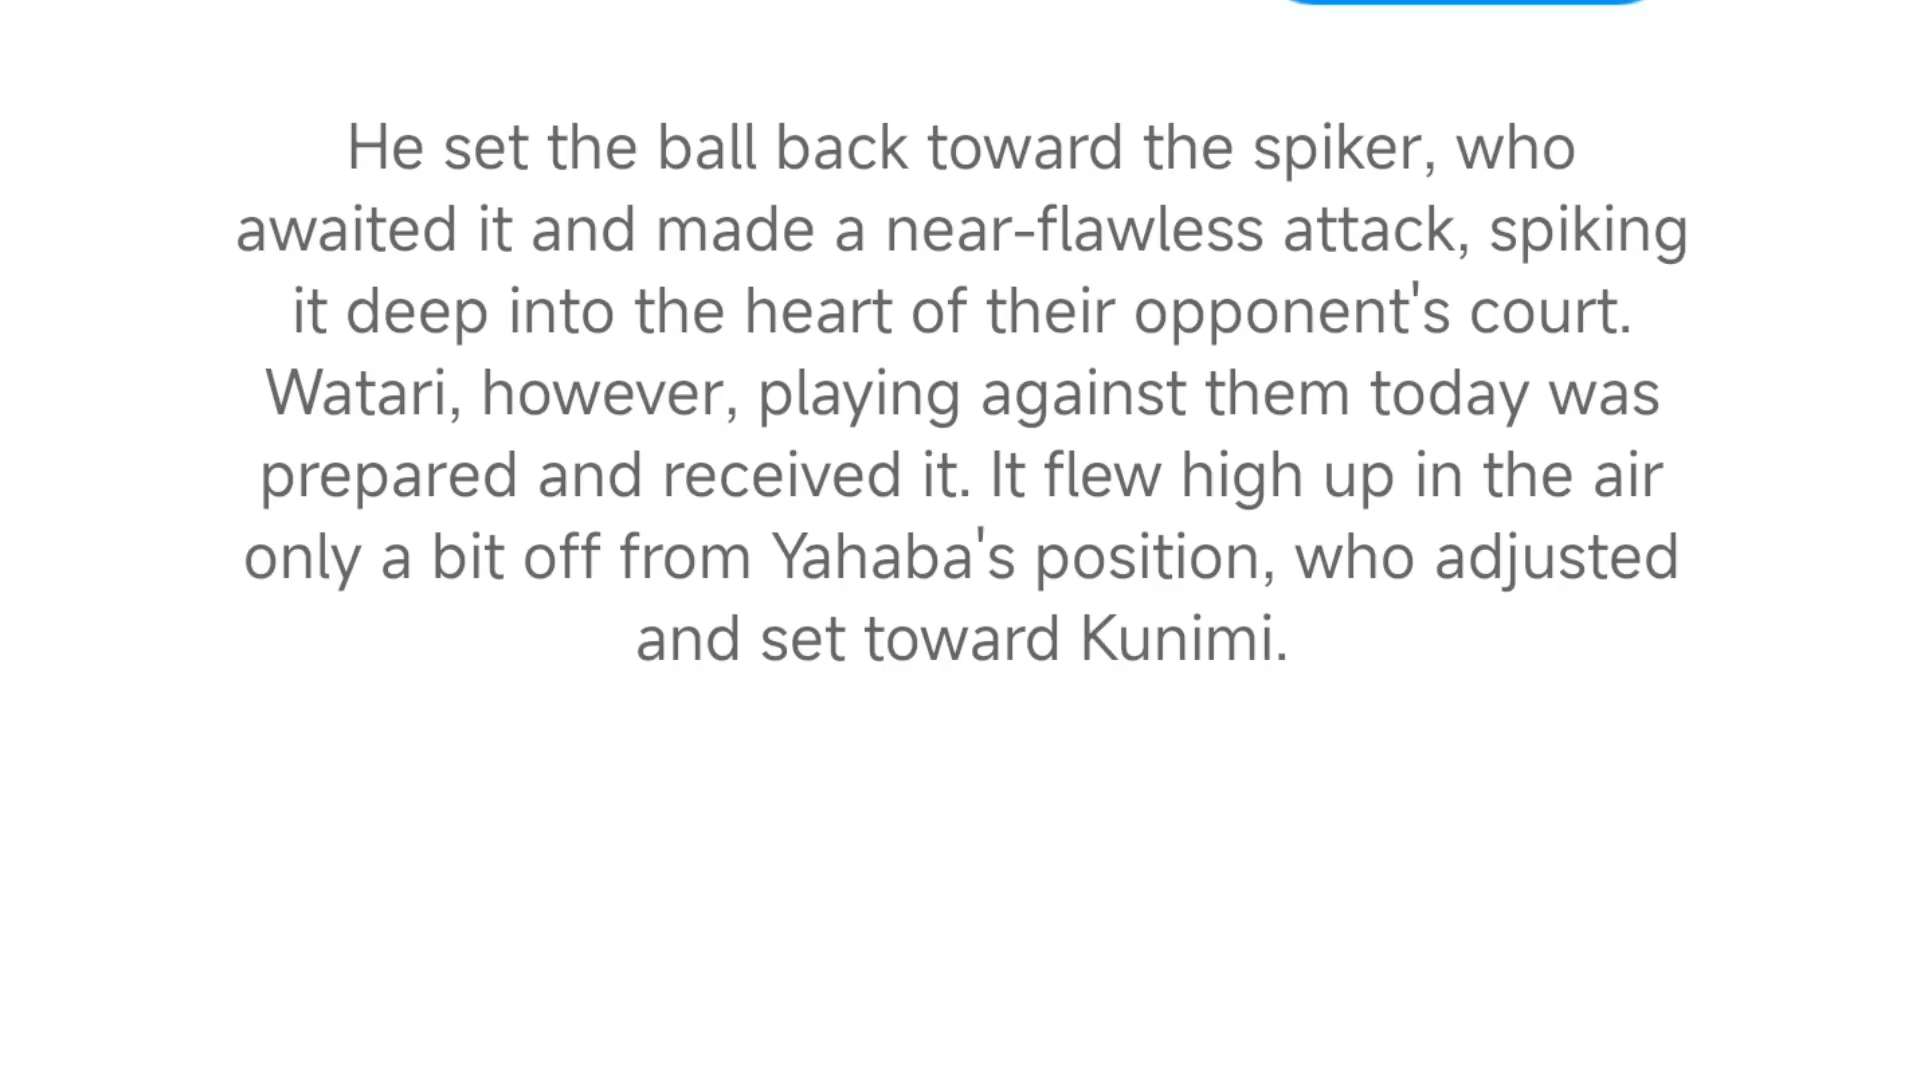 He set the ball back toward the spiker, who
awaited it and made a near-flawless attack, spiking
it deep into the heart of their opponent's court.
Watari, however, playing against them today was
prepared and received it. It flew high up in the air
only a bit off from Yahaba's position, who adjusted
and set toward Kunimi.